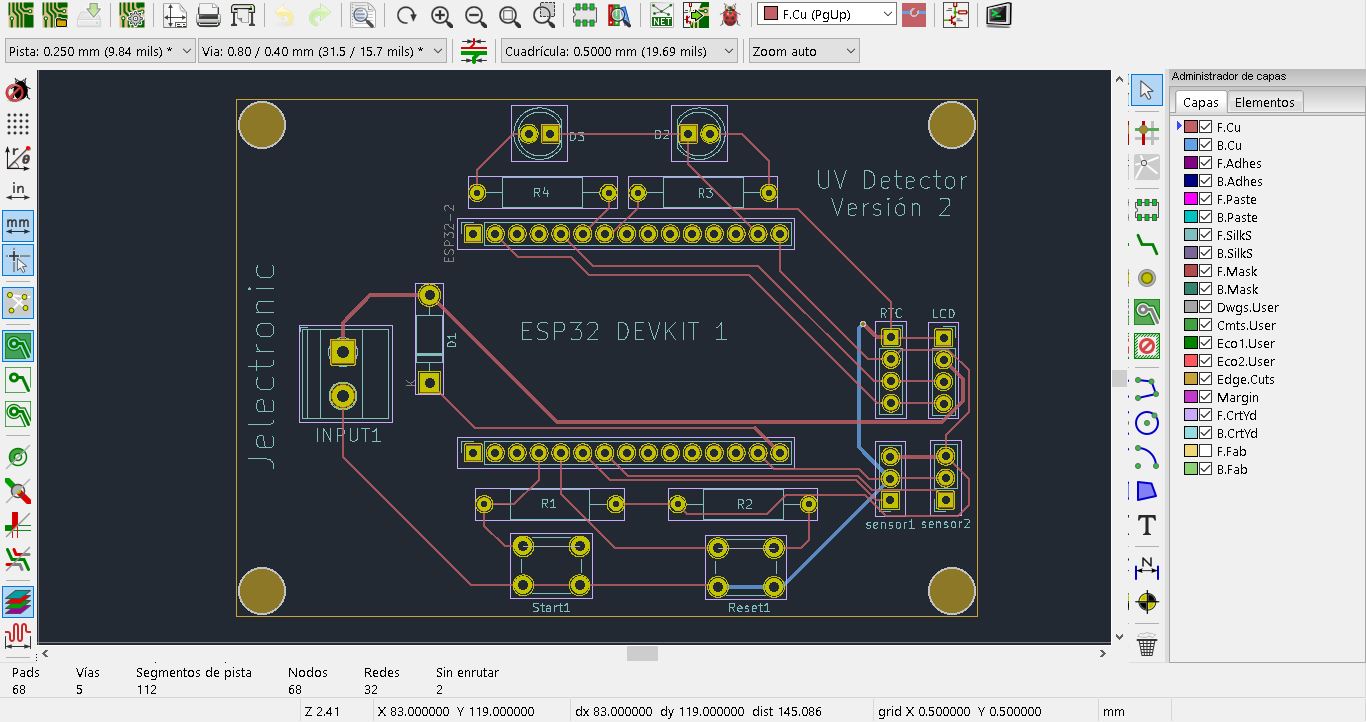 NET
F.Cu (PgUp)
Pista: 0.250 mm (9.84 mils) *
Via: 0.80 / 0.40 mm (31.5 / 15.7 mils) *
Cuadrícula: 0.5000 mm (19.69 mils)
Zoom auto
Administrador de capas
Capas
Elementos
F.Cu
B.Cu
F.Adhes
B.Adhes
F.Paste
B.Paste
F.SilkS
B.SilkS
F.Mask
B.Mask
Dwgs.User
Cmts.User
Eco1.User
Eco2.User
Edge.Cuts
Margin
F.CrtYd
B.CrtYd
F.Fab
B.Fab
in
mm
D3
D2
R4
R3
UV Detector
Versión 2
ESP32-2
Jelectronic
D1
K
ESP32 DEVKIT 1
RTC
LCD
INPUT1
R1
R2
sensor1
sensor2
Start1
Reset1
T
N
Pads
68
Vías
5
Segmentos de pista
112
Nodos
68
Redes
32
Sin enrutar
2
Z 2.41
X 83.000000 Y 119.000000
dx 83.000000 dy 119.000000 dist 145.086
grid X 0.500000 Y 0.500000
mm